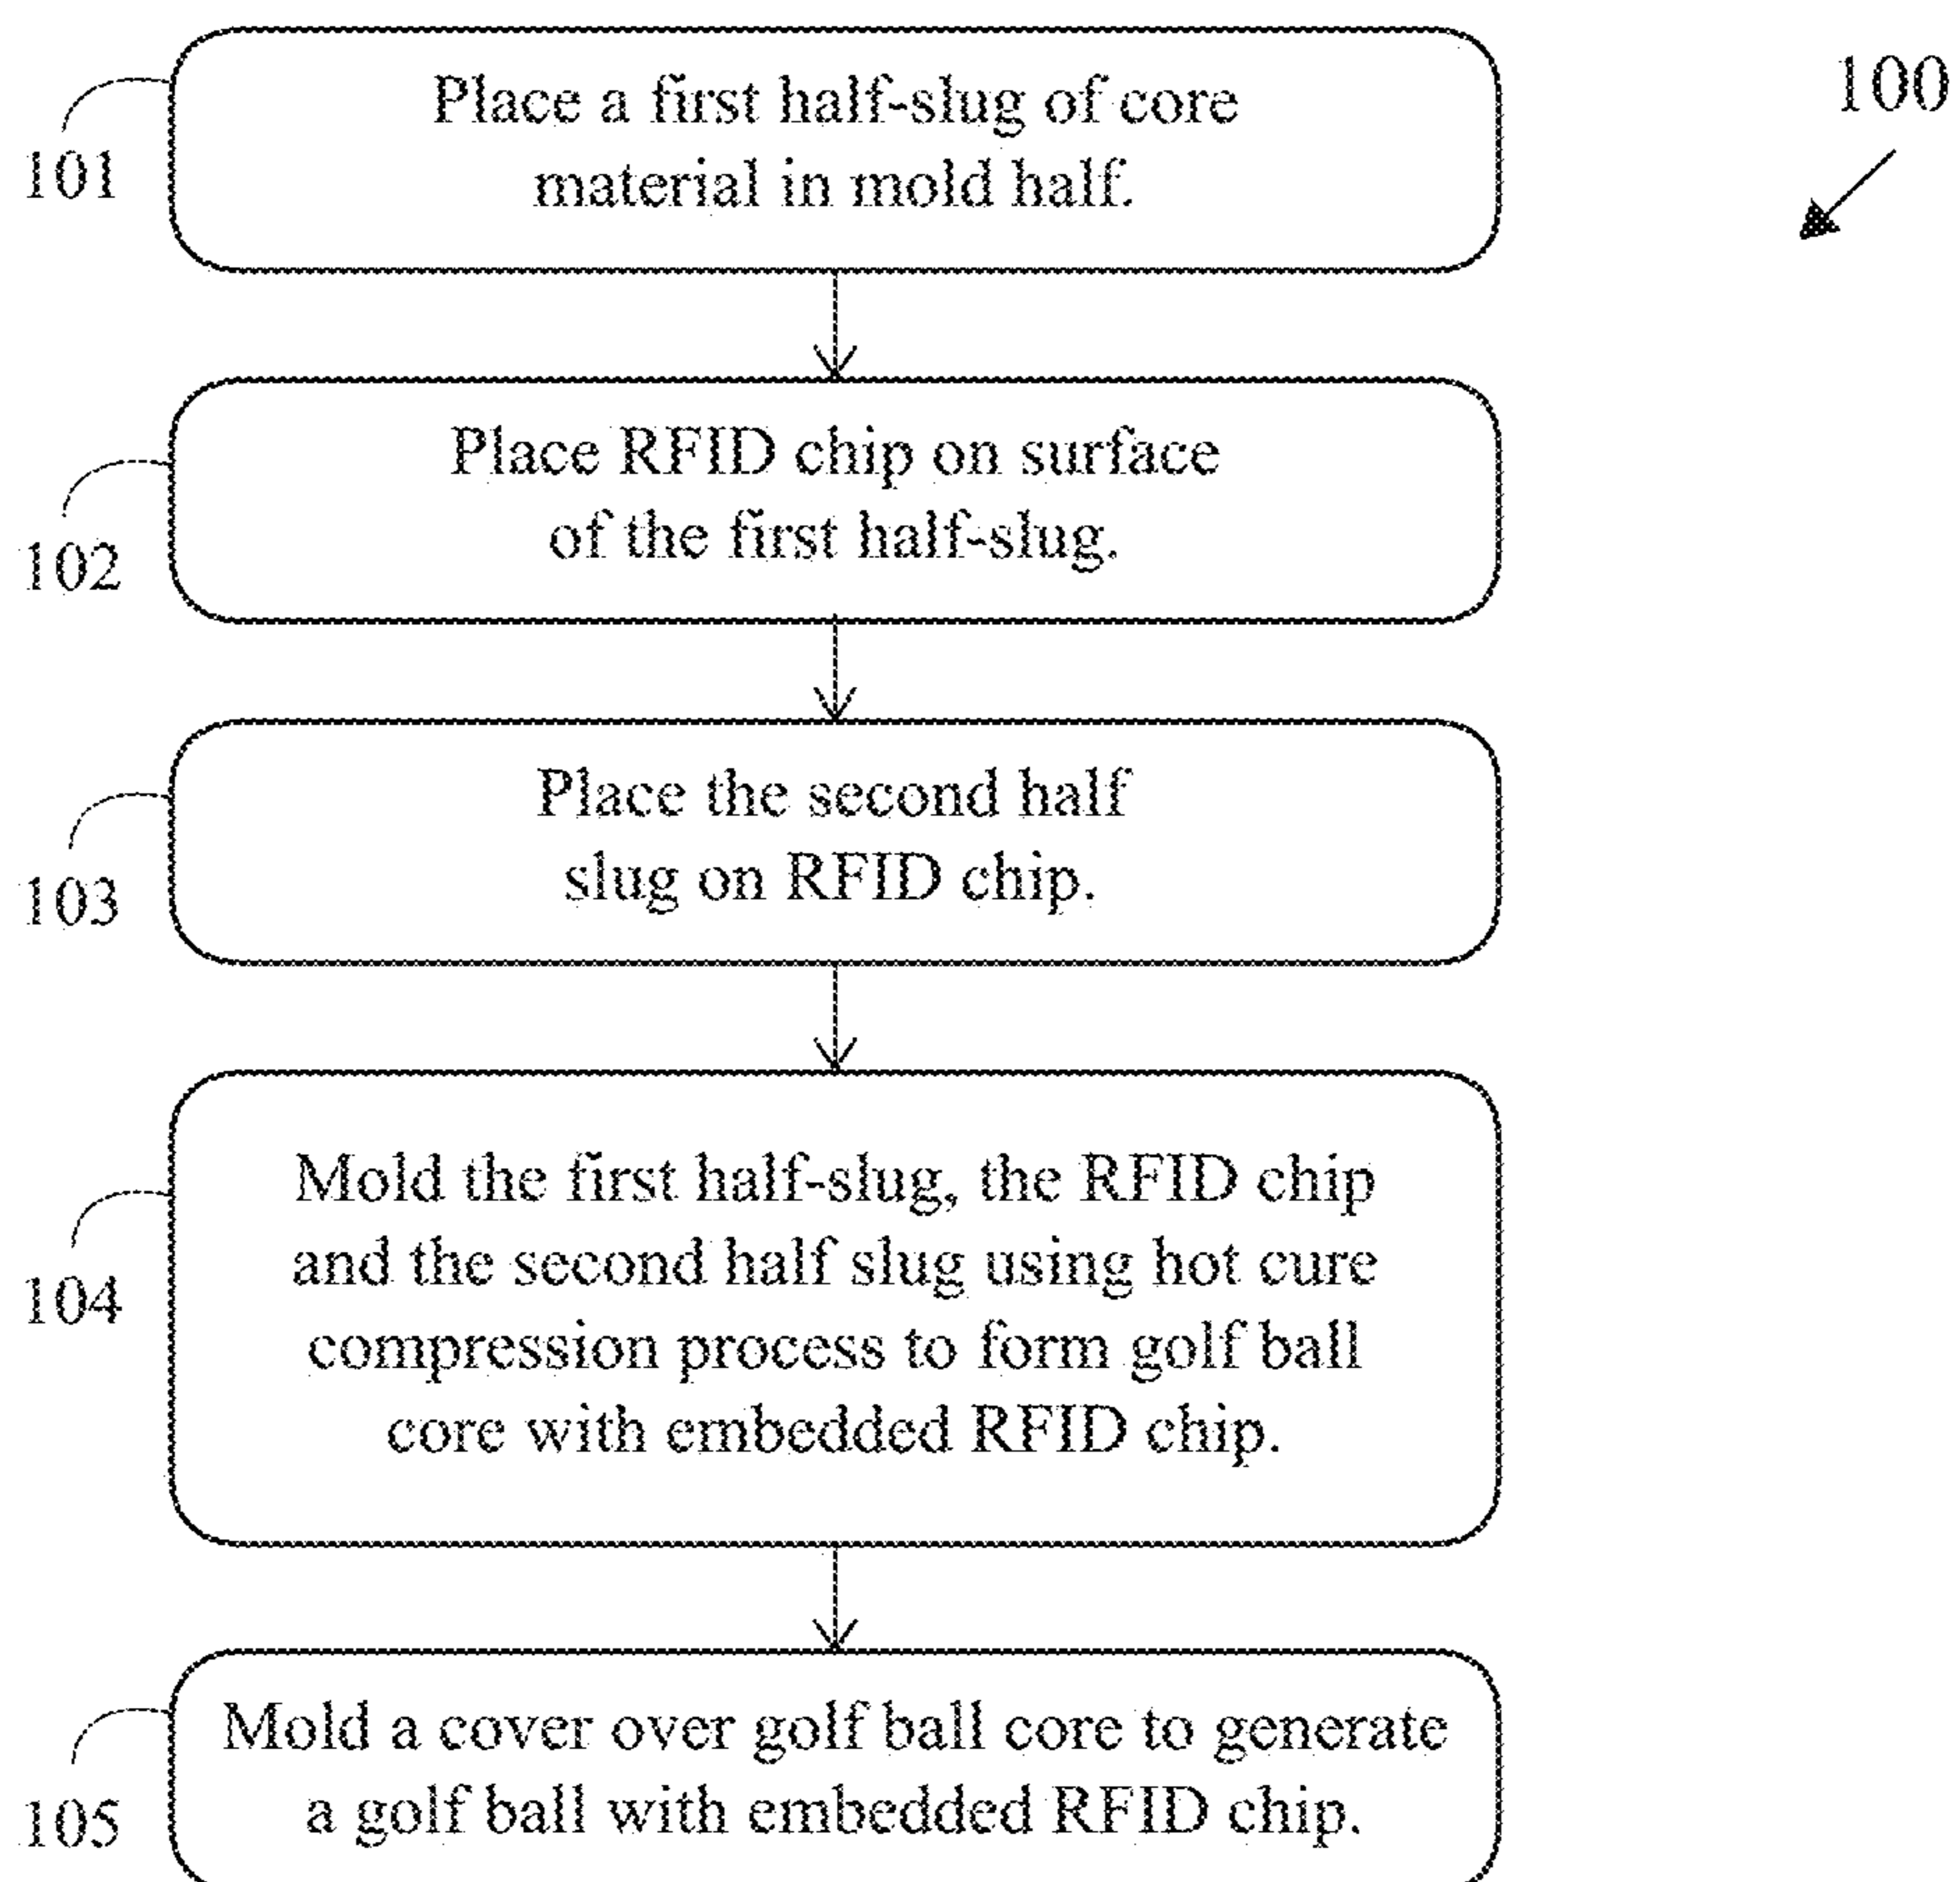 100
Place a first half-slug of core
material in mold half.
101
Place RFID chip on surface
of the first half-slug.
102
Place the second half
slug on RFID chip.
103
Mold the first half-slug, the RFID chip
and the second half slug using hot cure
compression process to form golf ball
core with embedded RFID chip.
104
Mold a cover over golf ball core to generate
a golf ball with embedded RFID chip.
105